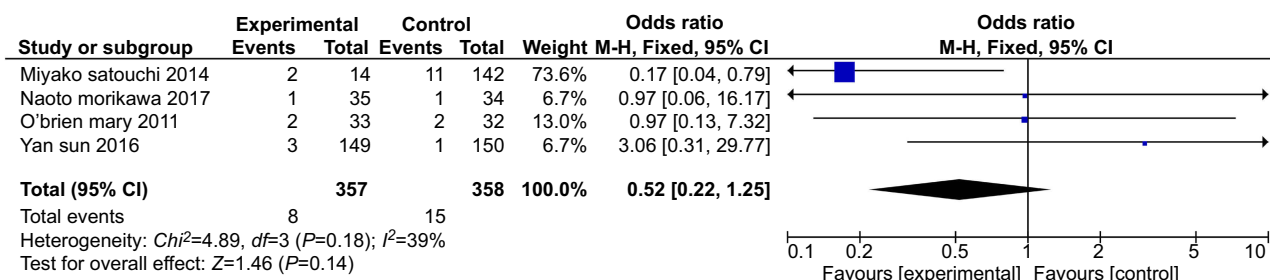 Experimental Control Odds ratio Odds ratio
Study or subgroup Events Total Events Total Weight M-H, Fixed, 95% CI M-H, Fixed, 95% CI
Miyako satouchi 2014 2 14 11 142 73.6% 0.17 [0.04, 0.79]
Naoto morikawa 2017 1 35 1 34 6.7% 0.97 [0.06, 16.17]
O’brien mary 2011 2 33 2 32 13.0% 0.97 [0.13, 7.32]
Yan sun 2016 3 149 1 150 6.7% 3.06 [0.31, 29.77]
Total (95% CI) 357 358 100.0% 0.52 [0.22, 1.25]
Total events 8 15
Heterogeneity: Chi²=4.89, df=3 (P=0.18); I²=39%
Test for overall effect: Z=1.46 (P=0.14)
0.1 0.2 0.5 1 2 5 10
Favours [experimental] Favours [control]